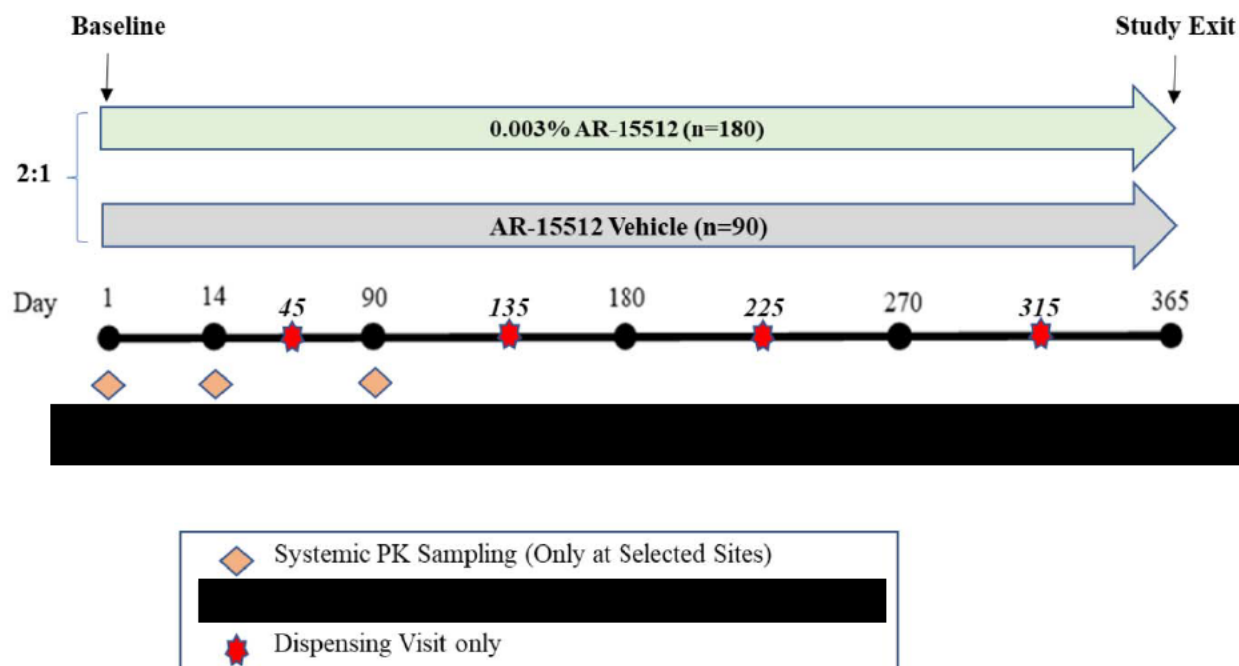 Baseline
Study Exit
0.003% AR-15512 (n=180)
2:1
AR-15512 Vehicle (n=90)
Day 1 14 45 90 135 180 225 270 315 365
Systemic PK Sampling (Only at Selected Sites)
Dispensing Visit only